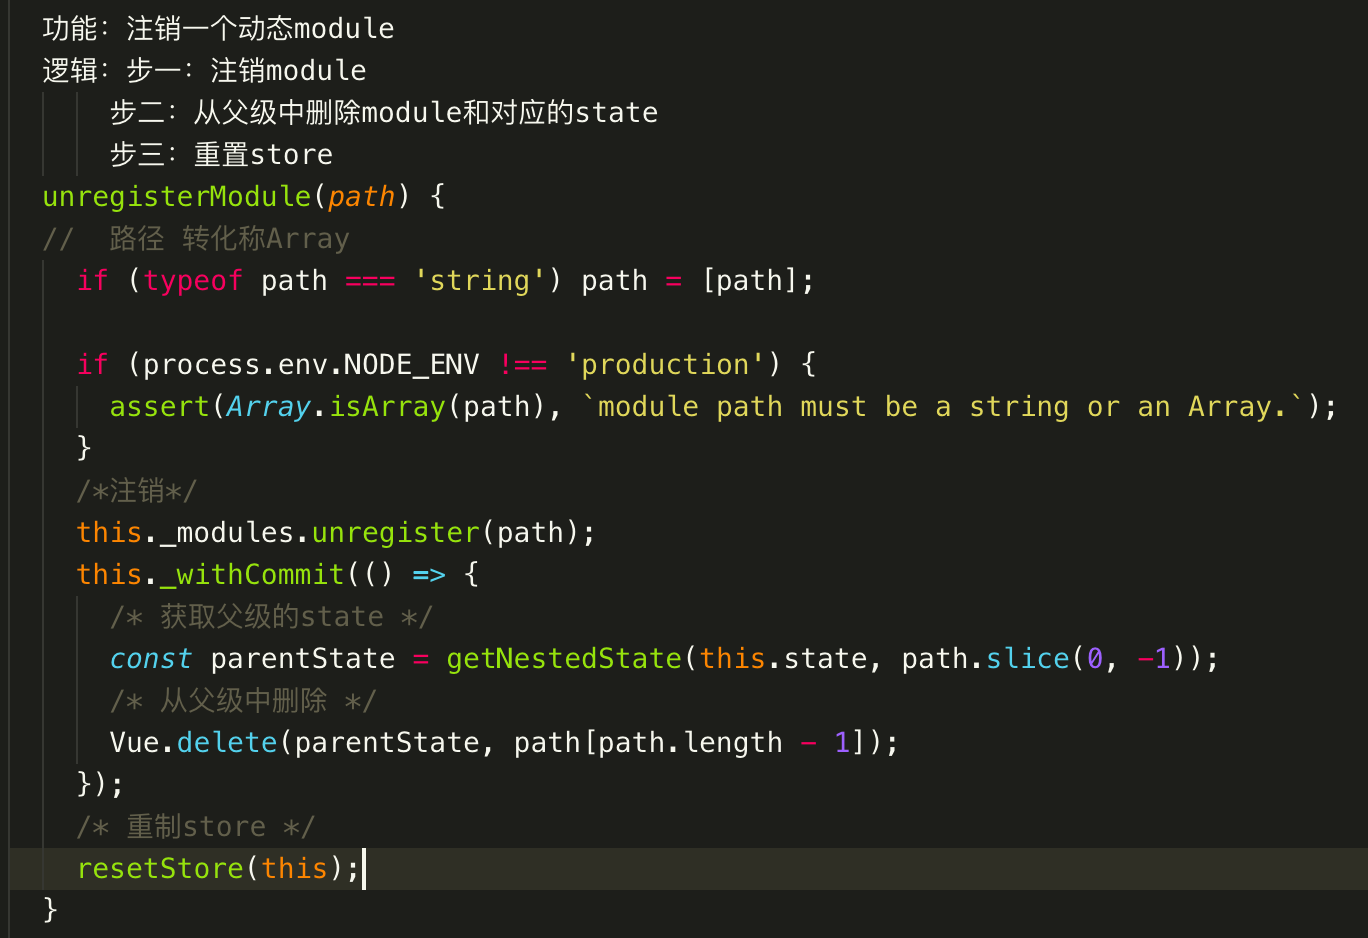 功能：注销一个动态module
逻辑：步一：注销module
步二：从父级中删除module和对应的state
步三：重置store
unregisterModule(path) {
//  路径 转化称Array
if (typeof path === 'string') path = [path];
if (process.env.NODE_ENV !== 'production') {
assert(Array.isArray(path), `module path must be a string or an Array.`);
}
/*注销*/
this._modules.unregister(path);
this._withCommit(() => {
/* 获取父级的state */
const parentState = getNestedState(this.state, path.slice(0, -1));
/* 从父级中删除 */
Vue.delete(parentState, path[path.length - 1]);
});
/* 重制store */
resetStore(this);
}